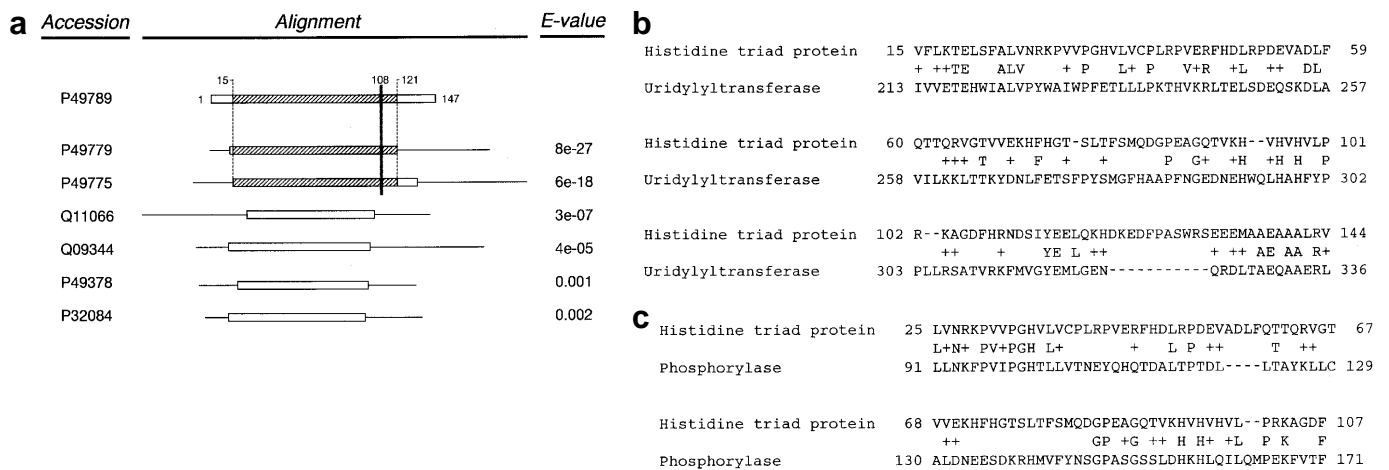 a
Accession Alignment E-value
15 108 121
P49789 1 147
P49779 8e-27
P49775 6e-18
Q11066 3e-07
Q09344 4e-05
P49378 0.001
P32084 0.002
b
Histidine triad protein 15 VFLKTELSFALVNRKPVVPGHVLVCPLRPVERFHDLRPDEVADLF 59
+ ++TE ALV + P L+ P V+R +L ++ DL
Uridylyltransferase 213 IVVETEHWIALVPYWAIWPFETLLLPKTHVKRLTELSDEQSKDLA 257
Histidine triad protein 60 QTTQRVGTVVEKHFHGT-SLTFSMQDGPEAGQTVKH--VHVHVLP 101
+++ T + F + + P G+ +H +H H P
Uridylyltransferase 258 VILKKLTTKYDNLFETSFPYSMGFHAAPFNGEDNEHWQLHAHFYP 302
Histidine triad protein 102 R--KAGDFHRNDSIYEELQKHDKEDFPASWRSEEEMAAEAAALRV 144
++ + YE L ++ + ++ AE AA R+
Uridylyltransferase 303 PLLRSATVRKFMVGYEMLGEN-----------QRDLTAEQAAERL 336
c
Histidine triad protein 25 LVNRKPVVPGHVLVCPLRPVERFHDLRPDEVADLFQTTQRVGT 67
L+N+ PV+PGH L+ + L P ++ T ++
Phosphorylase 91 LLNKFPVIPGHTLLVTNEYQHQTDALTPTDL----LTAYKLLC 129
Histidine triad protein 68 VVEKHFHGTSLTFSMQDGPEAGQTVKHVHVHVL--PRKAGDF 107
++ GP +G ++ H H+ +L P K F
Phosphorylase 130 ALDNEESDKRHMVFYNSGPASGSSLDHKHLQILQMPEKFVTF 171